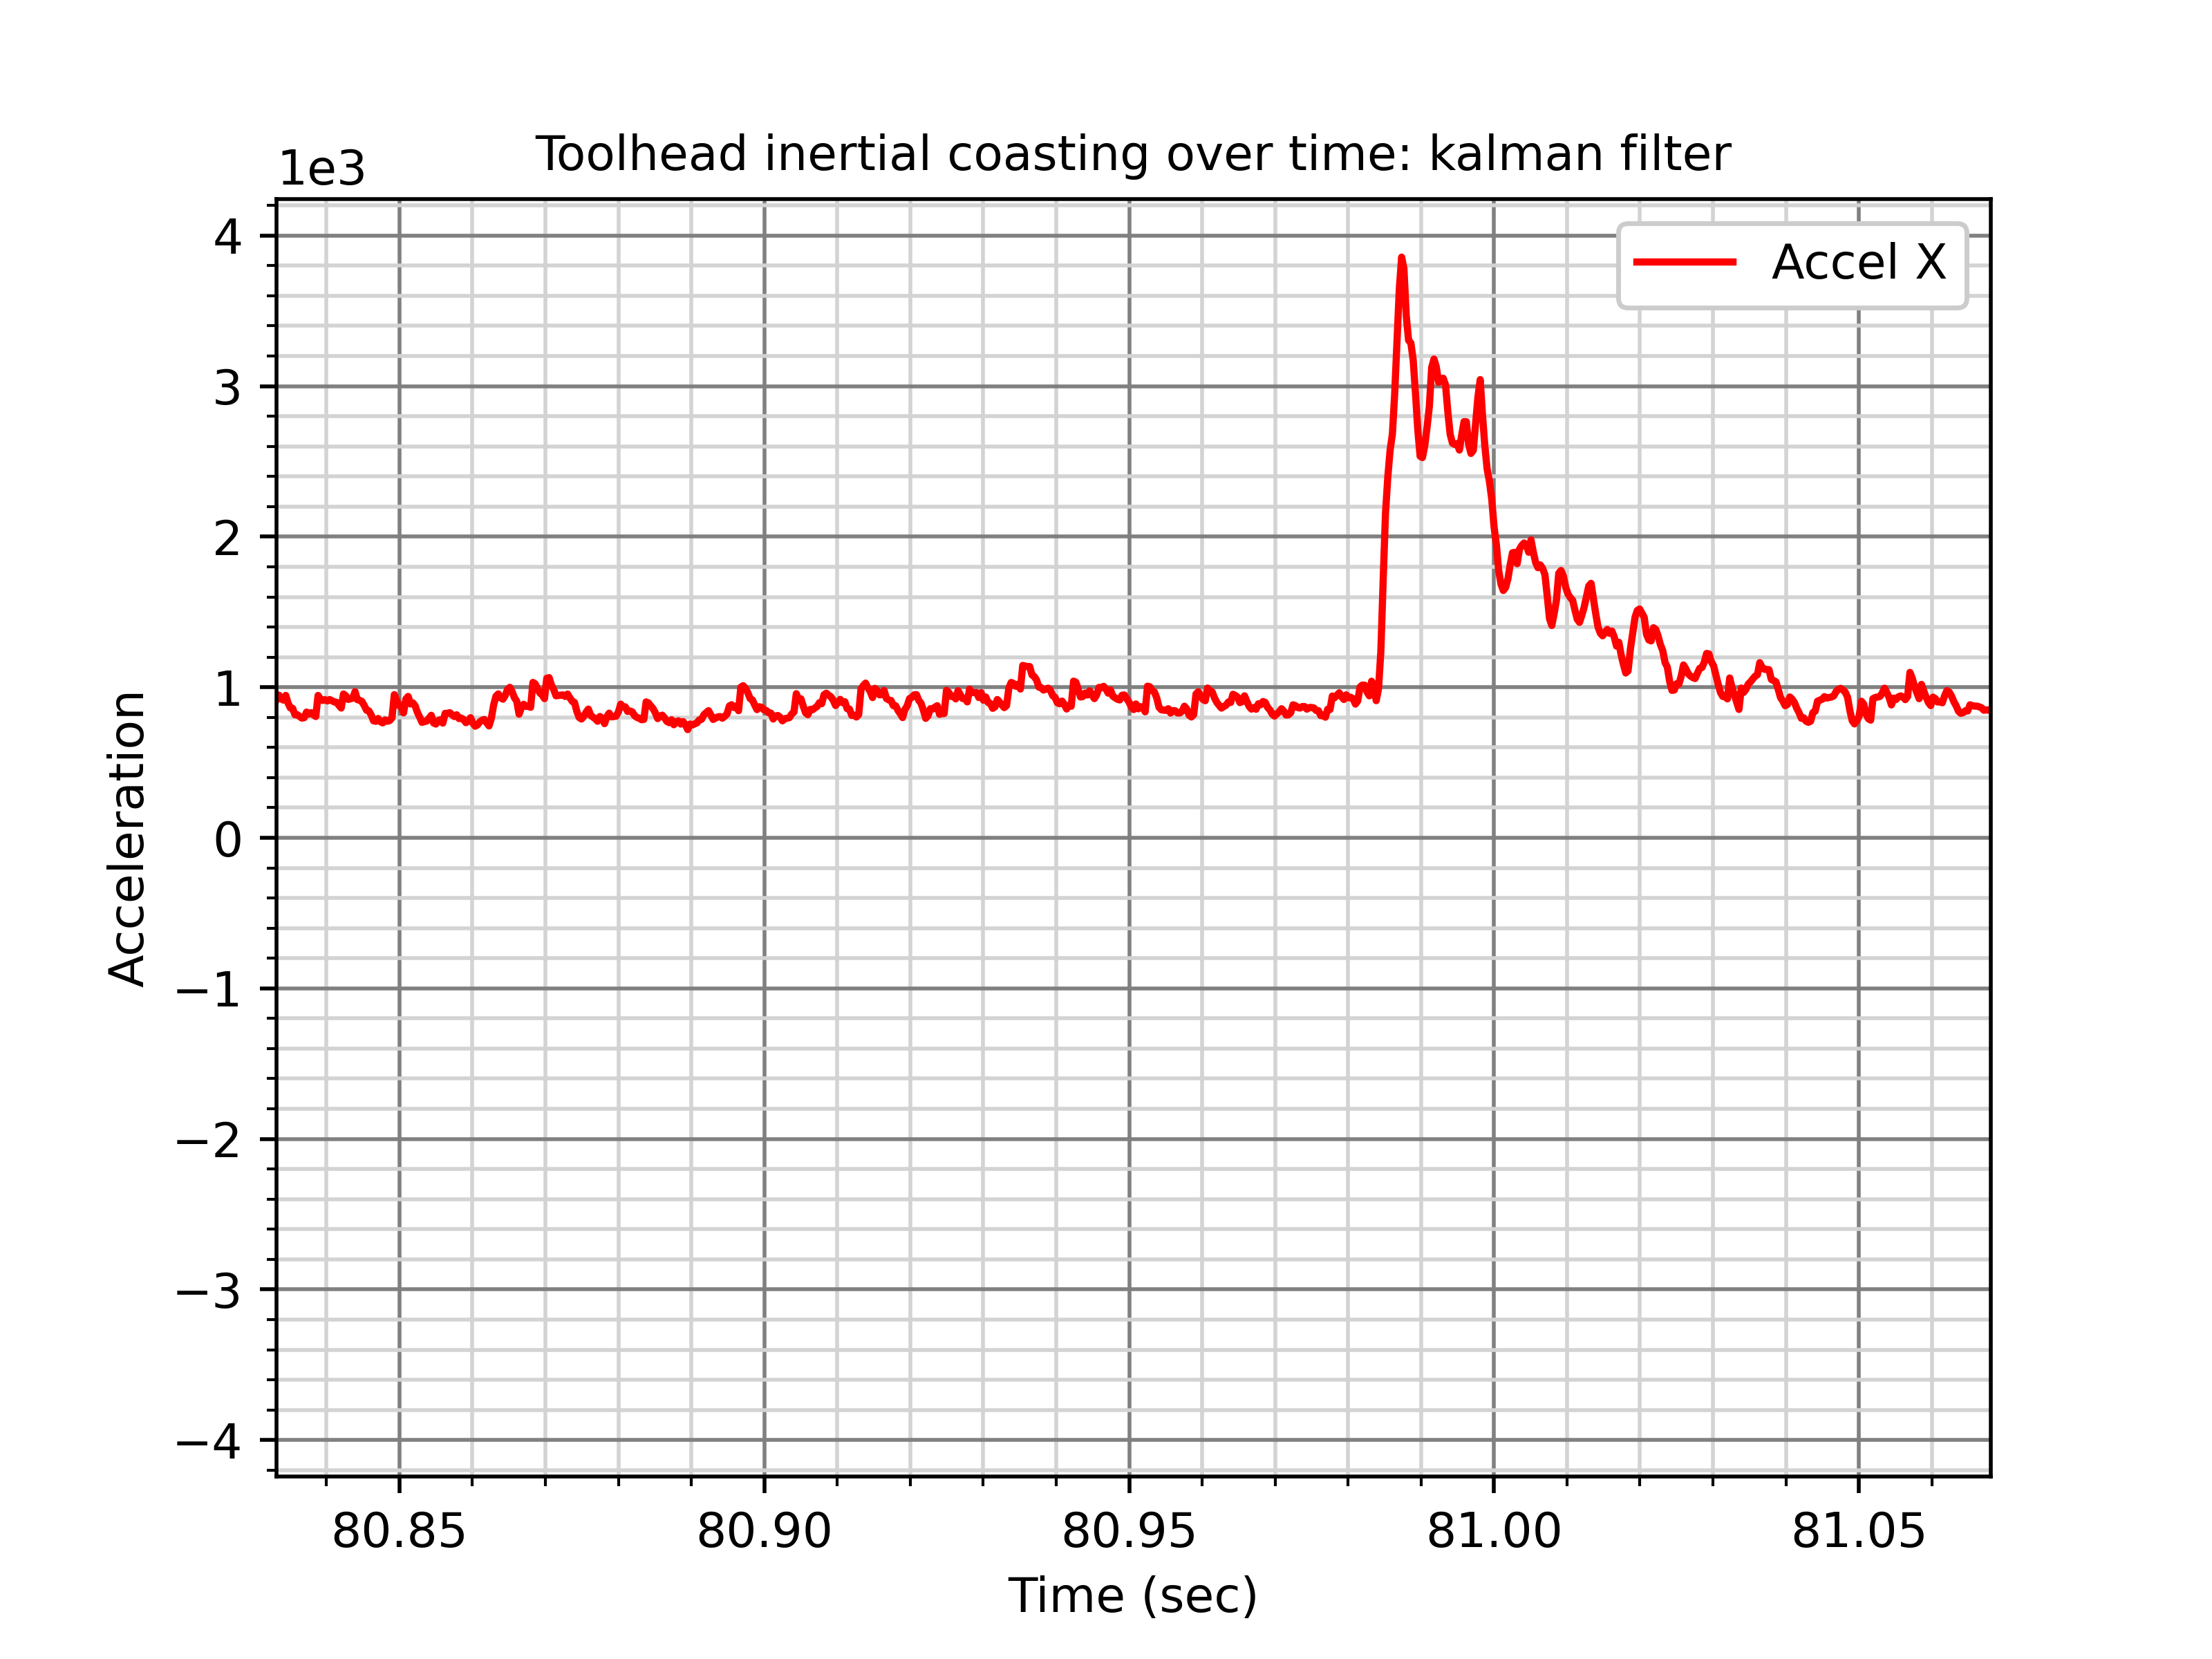 Toolhead inertial coasting over time: kalman filter
1e3
Accel X
4
3
2
1
0
−1
−2
−3
−4
Acceleration
80.85 80.90 80.95 81.00 81.05
Time (sec)